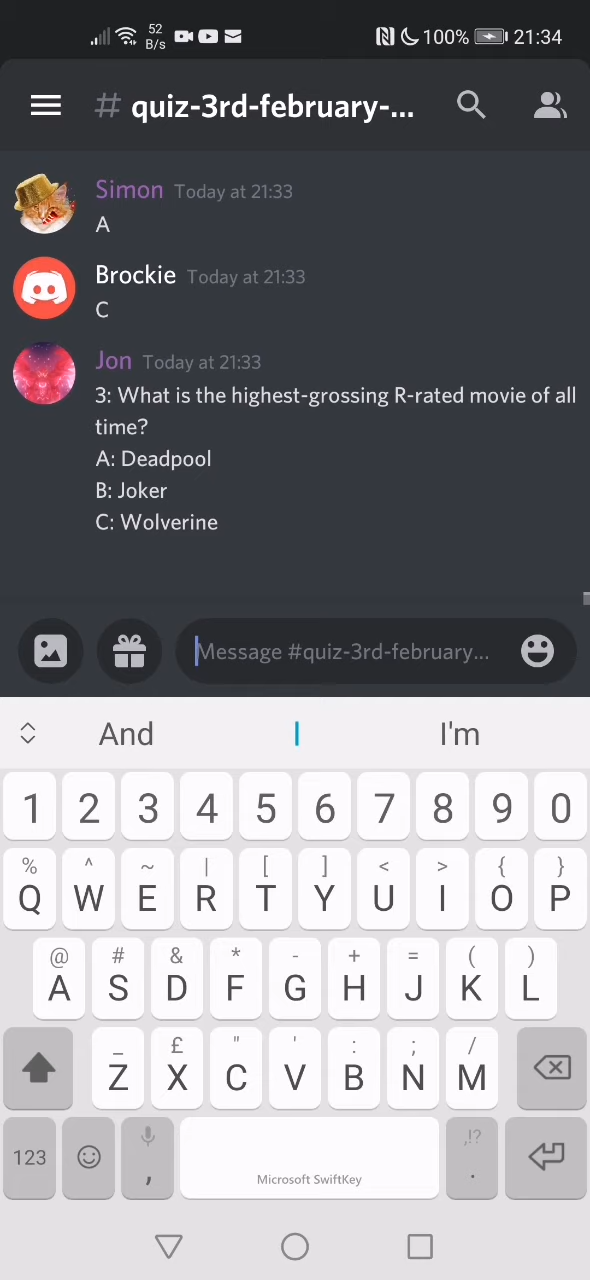 52 B/s 100% 21:34
# quiz-3rd-february-...
Simon Today at 21:33
A
Brockie Today at 21:33
C
Jon Today at 21:33
3: What is the highest-grossing R-rated movie of all
time?
A: Deadpool
B: Joker
C: Wolverine
Message #quiz-3rd-february...
And I I'm
1 2 3 4 5 6 7 8 9 0
% ^ ~ | [ ] < > { }
Q W E R T Y U I O P
@ # & * - + = ( )
A S D F G H J K L
_ £ " ' : ; /
Z X C V B N M
123 , Microsoft SwiftKey ,!? .